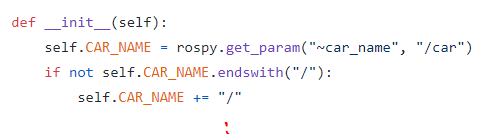 def __init__(self):
    self.CAR_NAME = rospy.get_param("~car_name", "/car")
    if not self.CAR_NAME.endswith("/"):
        self.CAR_NAME += "/"